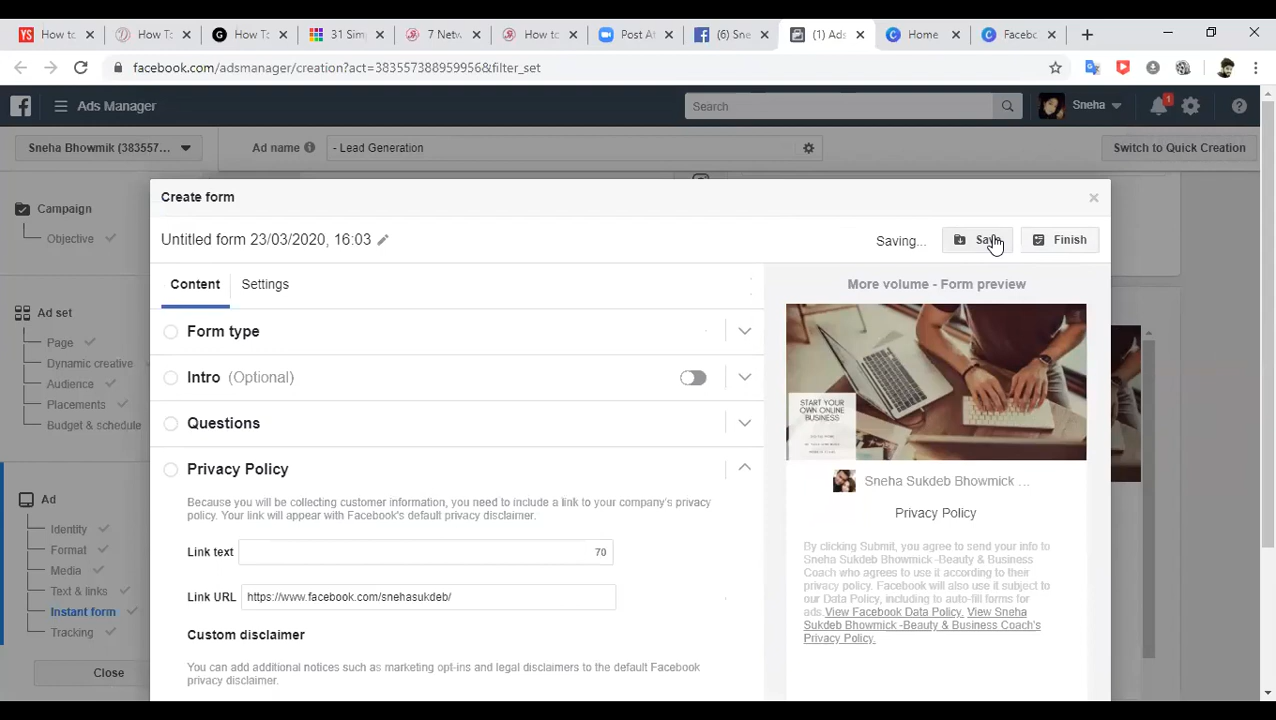 How to.
How T
How T
31 Sim
7 Netw
How to
Post At
(6) Sne
(1) Ads
Home
Faceb
facebook.com/adsmanager/creation?act=383557388959956&filter_set
Ads Manager
Search
Sneha
1
Sneha Bhowmik (383557...
Ad name
- Lead Generation
Switch to Quick Creation
Campaign
Objective
Ad set
Page
Dynamic creative
Audience
Placements
Budget & schedule
Ad
Identity
Format
Media
Text & links
Instant form
Tracking
Close
Create form
Untitled form 23/03/2020, 16:03
Saving...
Save
Finish
Content
Settings
Form type
Intro (Optional)
Questions
Privacy Policy
Because you will be collecting customer information, you need to include a link to your company's privacy
policy. Your link will appear with Facebook's default privacy disclaimer.
Link text
70
Link URL
https://www.facebook.com/snehasukdeb/
Custom disclaimer
You can add additional notices such as marketing opt-ins and legal disclaimers to the default Facebook
privacy disclaimer.
More volume - Form preview
START YOUR
OWN ONLINE
BUSINESS
Sneha Sukdeb Bhowmick ...
Privacy Policy
By clicking Submit, you agree to send your info to
Sneha Sukdeb Bhowmick -Beauty & Business
Coach who agrees to use it according to their
privacy policy. Facebook will also use it subject to
our Data Policy, including to auto-fill forms for
ads. View Facebook Data Policy. View Sneha
Sukdeb Bhowmick -Beauty & Business Coach's
Privacy Policy.